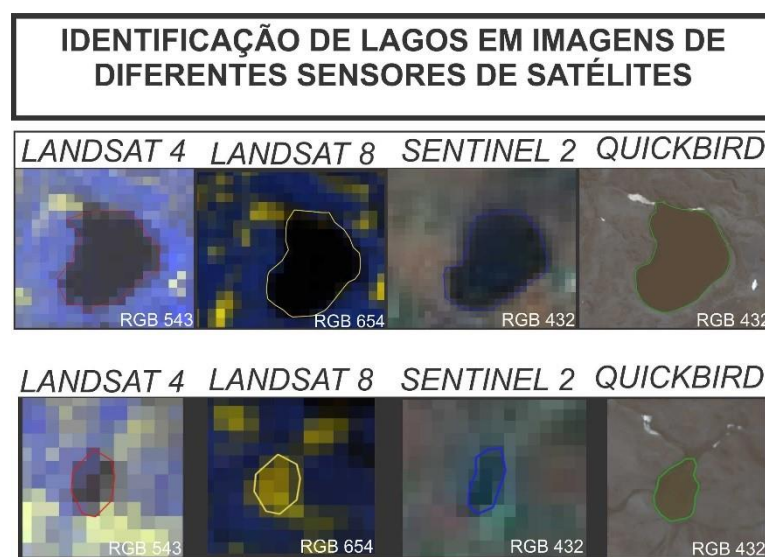 IDENTIFICAÇÃO DE LAGOS EM IMAGENS DE
DIFERENTES SENSORES DE SATÉLITES
LANDSAT 4 LANDSAT 8 SENTINEL 2 QUICKBIRD
RGB 543 RGB 654 RGB 432 RGB 432
LANDSAT 4 LANDSAT 8 SENTINEL 2 QUICKBIRD
RGB 543 RGB 654 RGB 432 RGB 432